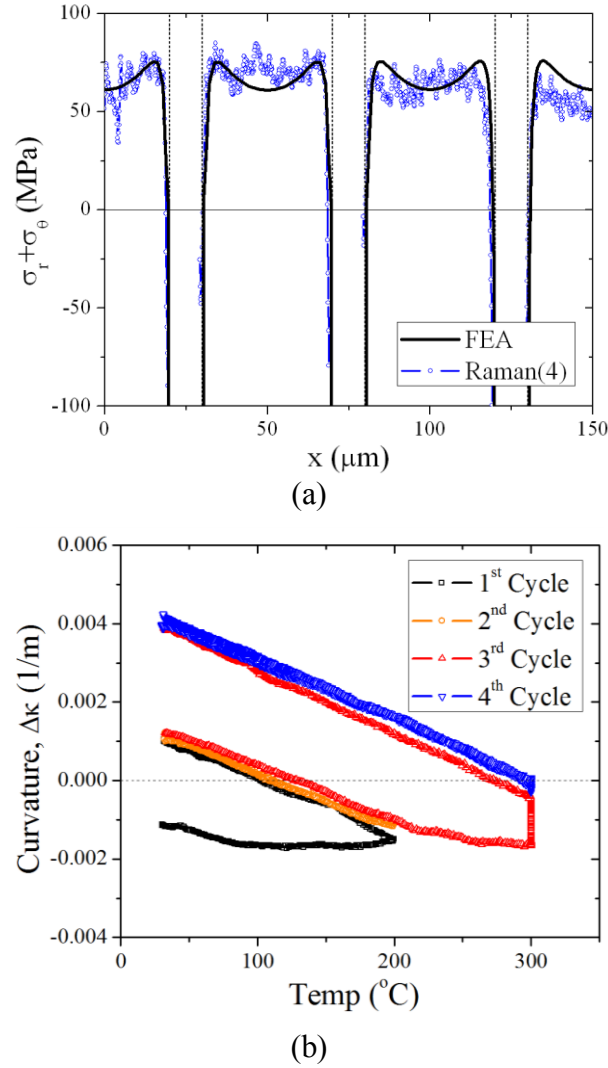 100
50
0
-50
-100
σr+σθ (MPa)
FEA
Raman(4)
0 50 100 150
x (μm)
(a)
0.006
0.004
0.002
0.000
-0.002
-0.004
Curvature, Δκ (1/m)
1st Cycle
2nd Cycle
3rd Cycle
4th Cycle
0 100 200 300
Temp (°C)
(b)